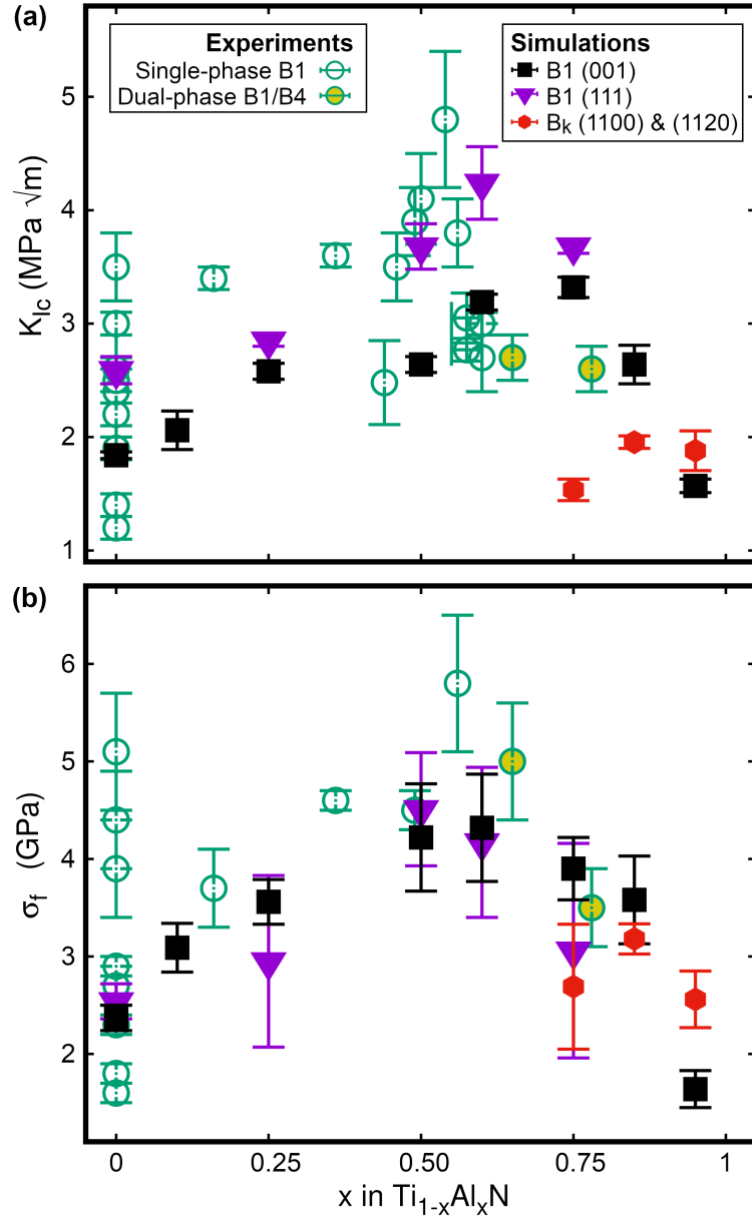 (a)
Experiments
Single-phase B1
Dual-phase B1/B4
Simulations
B1 (001)
B1 (111)
Bk (1100) & (1120)
5
4
3
2
1
KIc (MPa √m)
(b)
6
5
4
3
2
σf (GPa)
0 0.25 0.50 0.75 1
x in Ti1-xAlxN